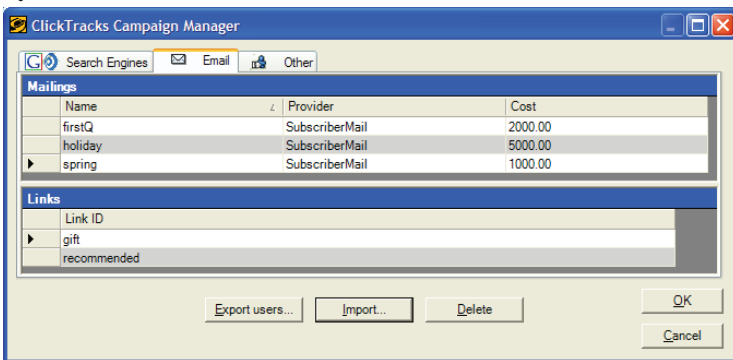 ClickTracks Campaign Manager
G Search Engines Email Other
Mailings
Name Provider Cost
firstQ SubscriberMail 2000.00
holiday SubscriberMail 5000.00
spring SubscriberMail 1000.00
Links
Link ID
gift
recommended
Export users... Import... Delete OK
Cancel